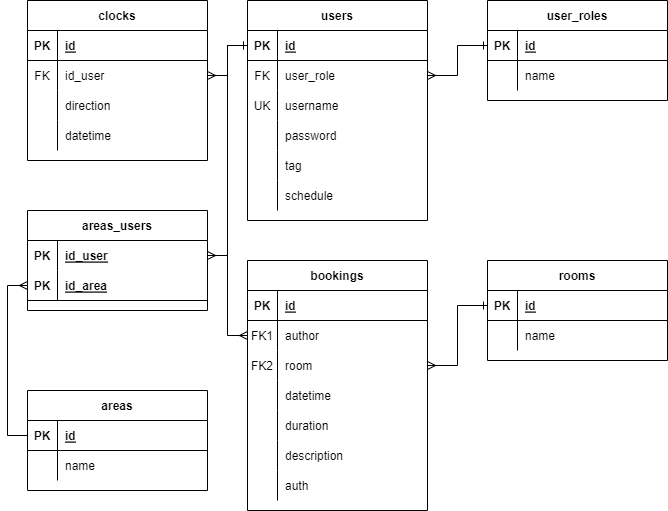 clocks
PK id
FK id_user
direction
datetime
users
PK id
FK user_role
UK username
password
tag
schedule
user_roles
PK id
name
areas_users
PK id_user
PK id_area
bookings
PK id
FK1 author
FK2 room
datetime
duration
description
auth
rooms
PK id
name
areas
PK id
name